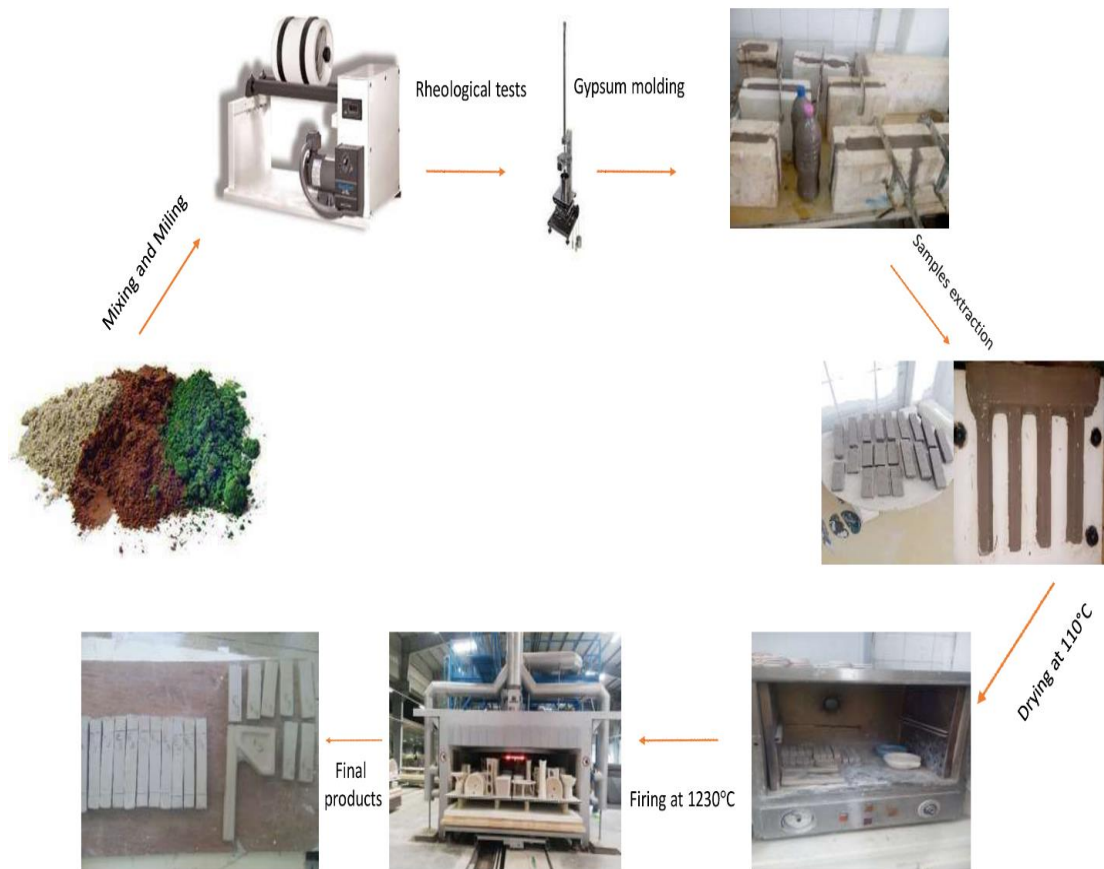 Mixing and Miling
Rheological tests
Gypsum molding
Samples extraction
Drying at 110°C
Firing at 1230°C
Final
products